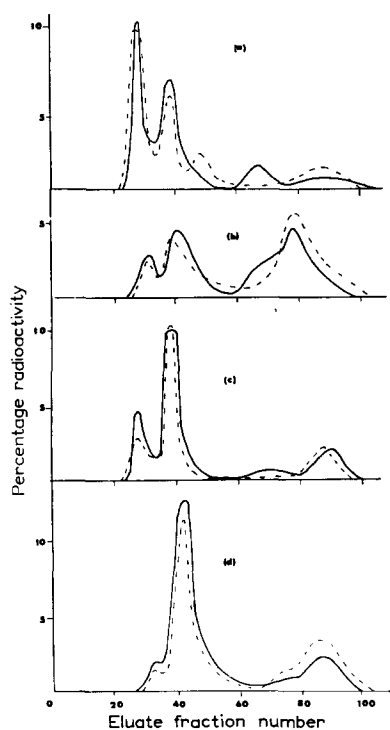 10
(a)
5
5
(b)
10
(c)
5
Percentage radioactivity
10
(d)
5
0 20 40 60 80 100
Eluate fraction number